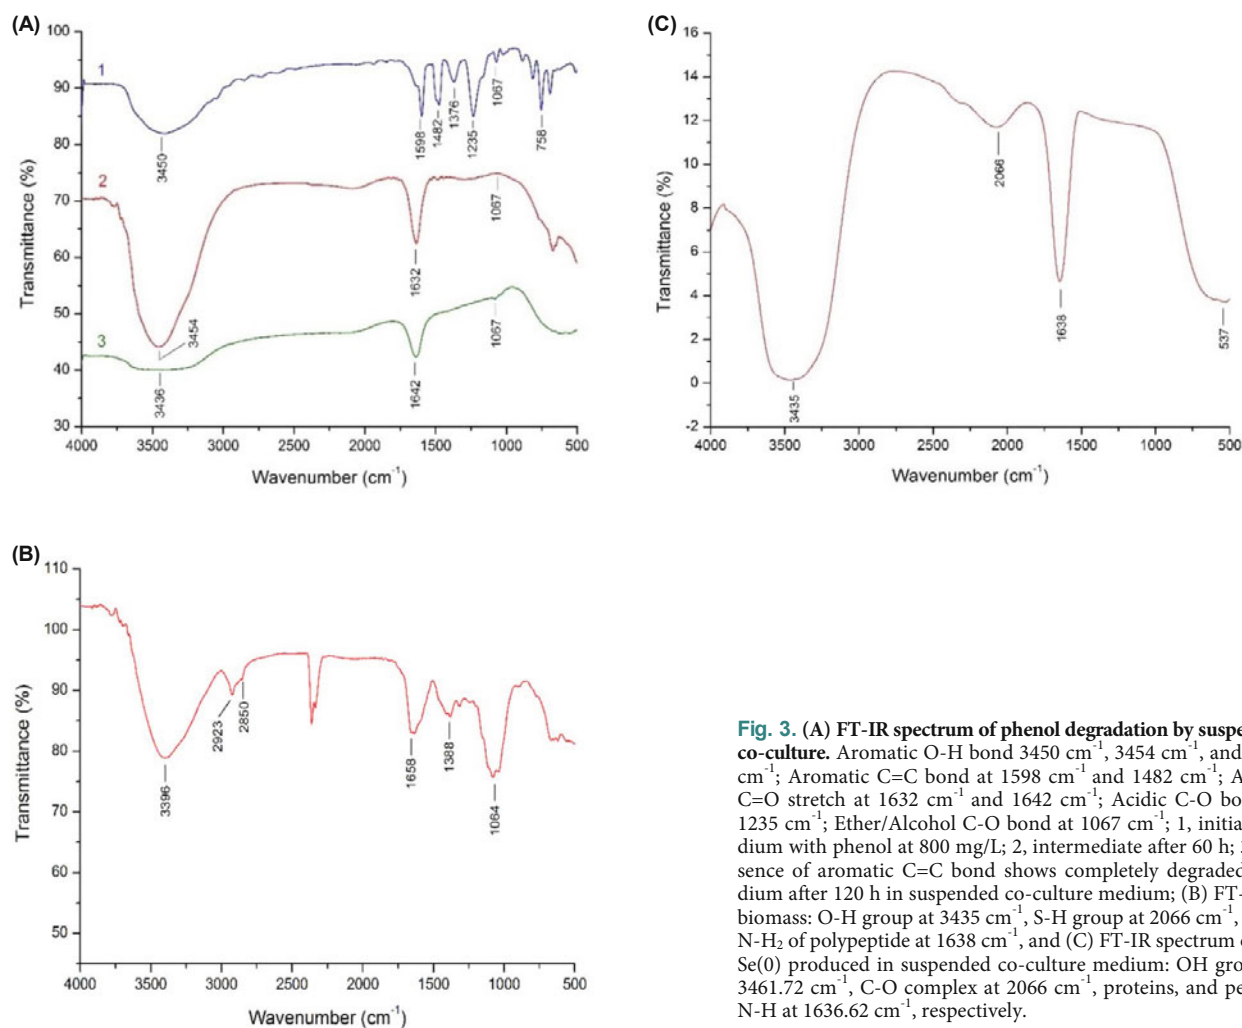 (A)
100
90
80
70
60
50
40
30
Transmittance (%)
1
2
3
3450
1598
1482
1376
1235
1067
758
3454
1632
1067
3436
1642
1067
4000 3500 3000 2500 2000 1500 1000 500
Wavenumber (cm-1)
(C)
16
14
12
10
8
6
4
2
0
-2
Transmittance (%)
3435
2066
1638
537
4000 3500 3000 2500 2000 1500 1000 500
Wavenumber (cm-1)
(B)
110
100
90
80
70
60
50
Transmittance (%)
3396
2923
2850
1658
1388
1064
4000 3500 3000 2500 2000 1500 1000 500
Wavenumber (cm-1)
Fig. 3. (A) FT-IR spectrum of phenol degradation by suspe
co-culture. Aromatic O-H bond 3450 cm-1, 3454 cm-1, and
cm-1; Aromatic C=C bond at 1598 cm-1 and 1482 cm-1; A
C=O stretch at 1632 cm-1 and 1642 cm-1; Acidic C-O bo
1235 cm-1; Ether/Alcohol C-O bond at 1067 cm-1; 1, initia
dium with phenol at 800 mg/L; 2, intermediate after 60 h;
sence of aromatic C=C bond shows completely degraded
dium after 120 h in suspended co-culture medium; (B) FT-
biomass: O-H group at 3435 cm-1, S-H group at 2066 cm-1,
N-H2 of polypeptide at 1638 cm-1, and (C) FT-IR spectrum
Se(0) produced in suspended co-culture medium: OH gro
3461.72 cm-1, C-O complex at 2066 cm-1, proteins, and pe
N-H at 1636.62 cm-1, respectively.